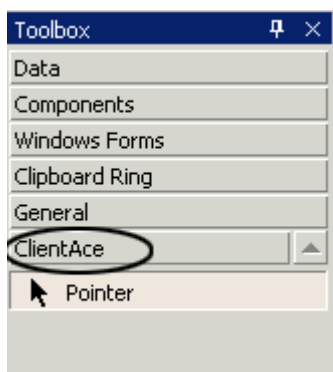 Toolbox
Data
Components
Windows Forms
Clipboard Ring
General
ClientAce
Pointer